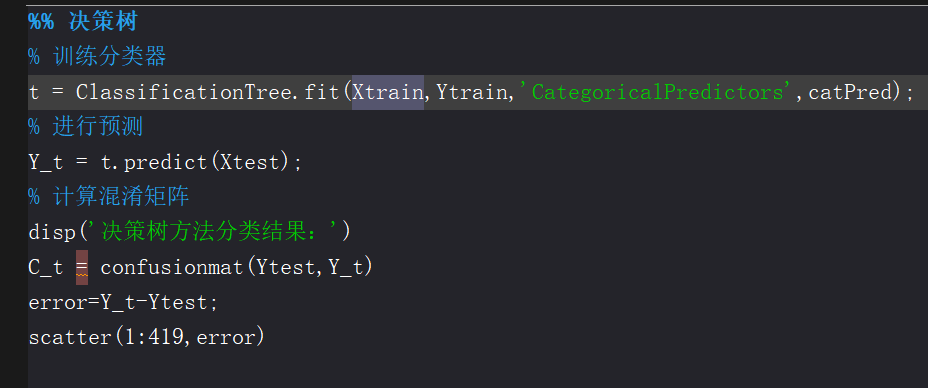 %% 决策树
% 训练分类器
t = ClassificationTree.fit(Xtrain,Ytrain,'CategoricalPredictors',catPred);
% 进行预测
Y_t = t.predict(Xtest);
% 计算混淆矩阵
disp('决策树方法分类结果：')
C_t = confusionmat(Ytest,Y_t)
error=Y_t-Ytest;
scatter(1:419,error)